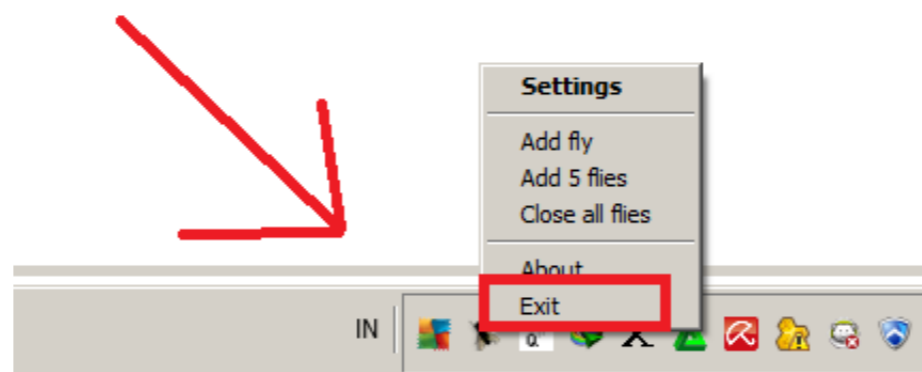 Settings
Add fly
Add 5 flies
Close all flies
About
Exit
IN